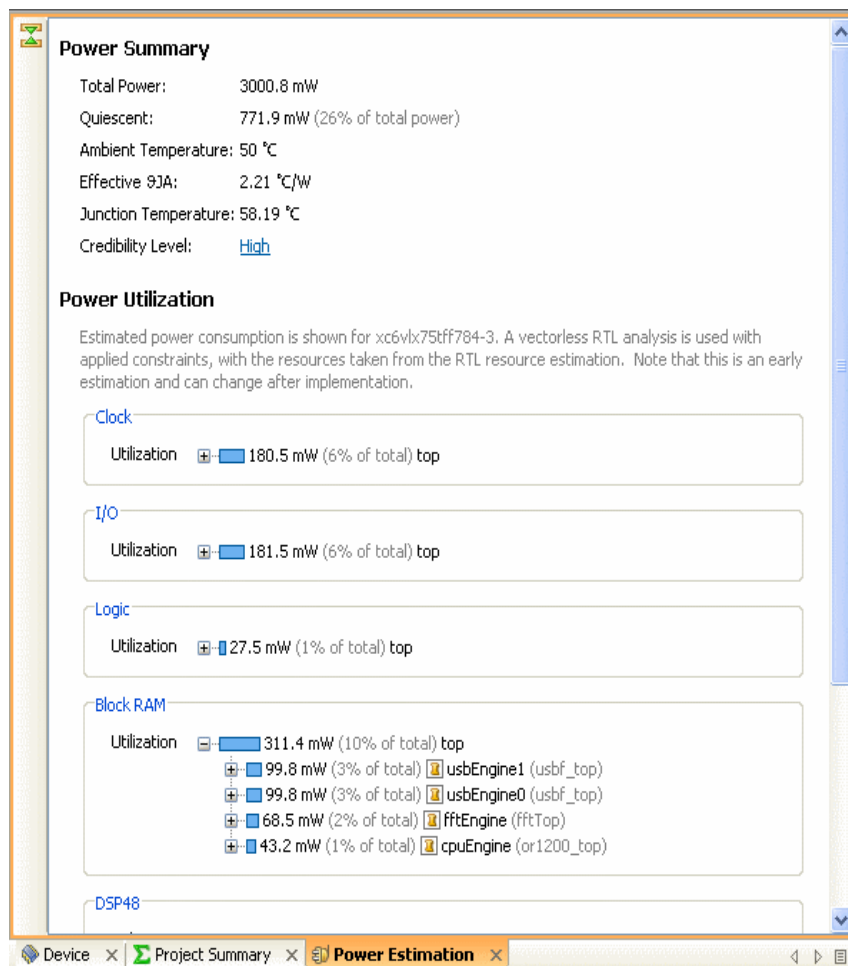 Power Summary
Total Power: 3000.8 mW
Quiescent: 771.9 mW (26% of total power)
Ambient Temperature: 50 °C
Effective ϑJA: 2.21 °C/W
Junction Temperature: 58.19 °C
Credibility Level: High
Power Utilization
Estimated power consumption is shown for xc6vlx75tff784-3. A vectorless RTL analysis is used with
applied constraints, with the resources taken from the RTL resource estimation. Note that this is an early
estimation and can change after implementation.
Clock
Utilization 180.5 mW (6% of total) top
I/O
Utilization 181.5 mW (6% of total) top
Logic
Utilization 27.5 mW (1% of total) top
Block RAM
Utilization 311.4 mW (10% of total) top
99.8 mW (3% of total) usbEngine1 (usbf_top)
99.8 mW (3% of total) usbEngine0 (usbf_top)
68.5 mW (2% of total) fftEngine (fftTop)
43.2 mW (1% of total) cpuEngine (or1200_top)
DSP48
Device Project Summary Power Estimation